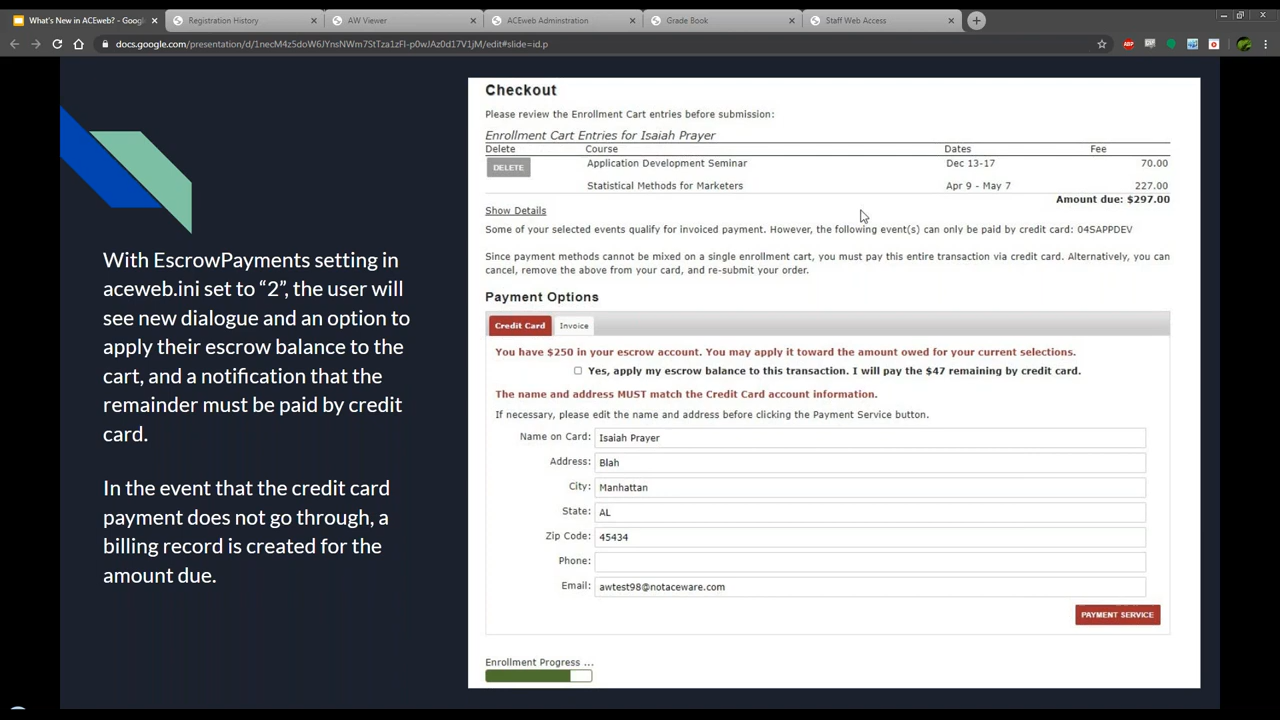 What's New in ACEweb? - Goog
Registration History
AW Viewer
ACEweb Adminstration
Grade Book
Staff Web Access
docs.google.com/presentation/d/1necM4z5doW6JYnsNWm7StTza1zFI-p0wJAz0d17V1jM/edit#slide=id.p
With EscrowPayments setting in
aceweb.ini set to “2”, the user will
see new dialogue and an option to
apply their escrow balance to the
cart, and a notification that the
remainder must be paid by credit
card.
In the event that the credit card
payment does not go through, a
billing record is created for the
amount due.
Checkout
Please review the Enrollment Cart entries before submission:
Enrollment Cart Entries for Isaiah Prayer
Delete Course Dates Fee
DELETE Application Development Seminar Dec 13-17 70.00
Statistical Methods for Marketers Apr 9 - May 7 227.00
Amount due: $297.00
Show Details
Some of your selected events qualify for invoiced payment. However, the following event(s) can only be paid by credit card: 04SAPPDEV
Since payment methods cannot be mixed on a single enrollment cart, you must pay this entire transaction via credit card. Alternatively, you can
cancel, remove the above from your card, and re-submit your order.
Payment Options
Credit Card Invoice
You have $250 in your escrow account. You may apply it toward the amount owed for your current selections.
Yes, apply my escrow balance to this transaction. I will pay the $47 remaining by credit card.
The name and address MUST match the Credit Card account information.
If necessary, please edit the name and address before clicking the Payment Service button.
Name on Card: Isaiah Prayer
Address: Blah
City: Manhattan
State: AL
Zip Code: 45434
Phone:
Email: awtest98@notaceware.com
PAYMENT SERVICE
Enrollment Progress ...